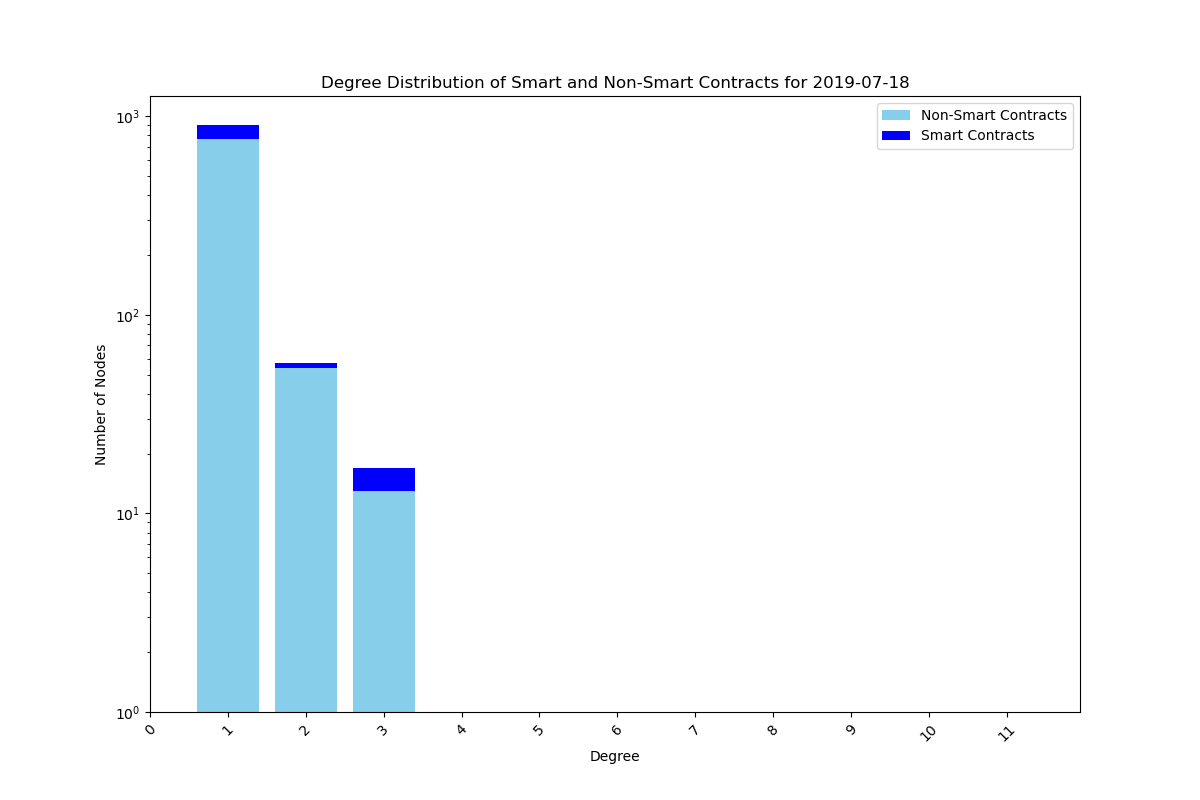 Degree Distribution of Smart and Non-Smart Contracts for 2019-07-18
Non-Smart Contracts
Smart Contracts
Number of Nodes
10³
10²
10¹
10⁰
0 1 2 3 4 5 6 7 8 9 10 11
Degree